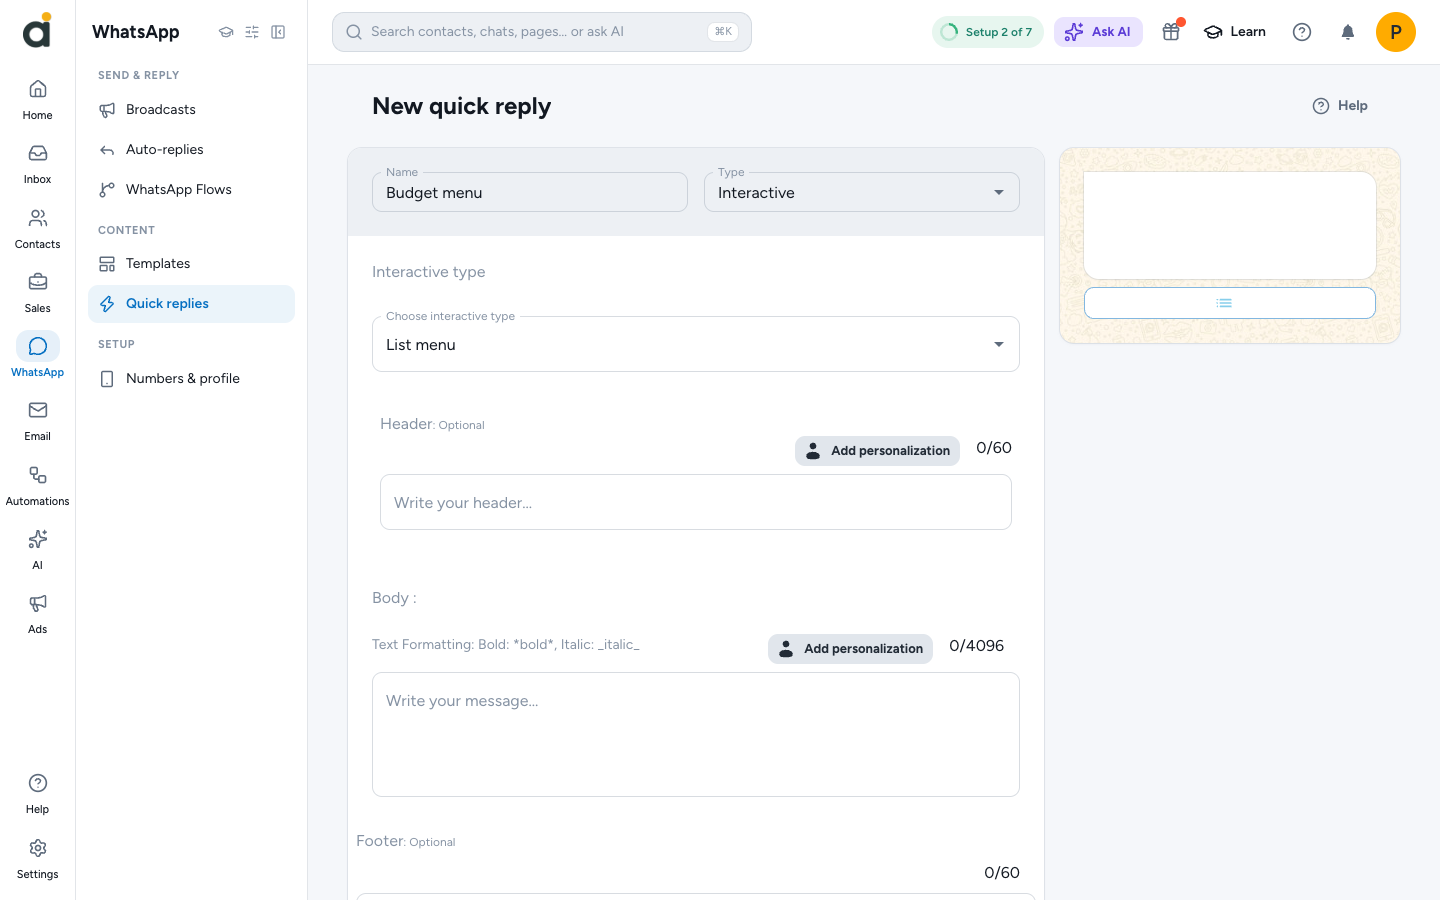 WhatsApp
Search contacts, chats, pages... or ask AI
⌘K
Setup 2 of 7
Ask AI
Learn
P
Home
Inbox
Contacts
Sales
WhatsApp
Email
Automations
AI
Ads
Help
Settings
SEND & REPLY
Broadcasts
Auto-replies
WhatsApp Flows
CONTENT
Templates
Quick replies
SETUP
Numbers & profile
New quick reply
Help
Name
Budget menu
Type
Interactive
Interactive type
Choose interactive type
List menu
Header: Optional
Add personalization
0/60
Write your header...
Body :
Text Formatting: Bold: *bold*, Italic: _italic_
Add personalization
0/4096
Write your message...
Footer: Optional
0/60